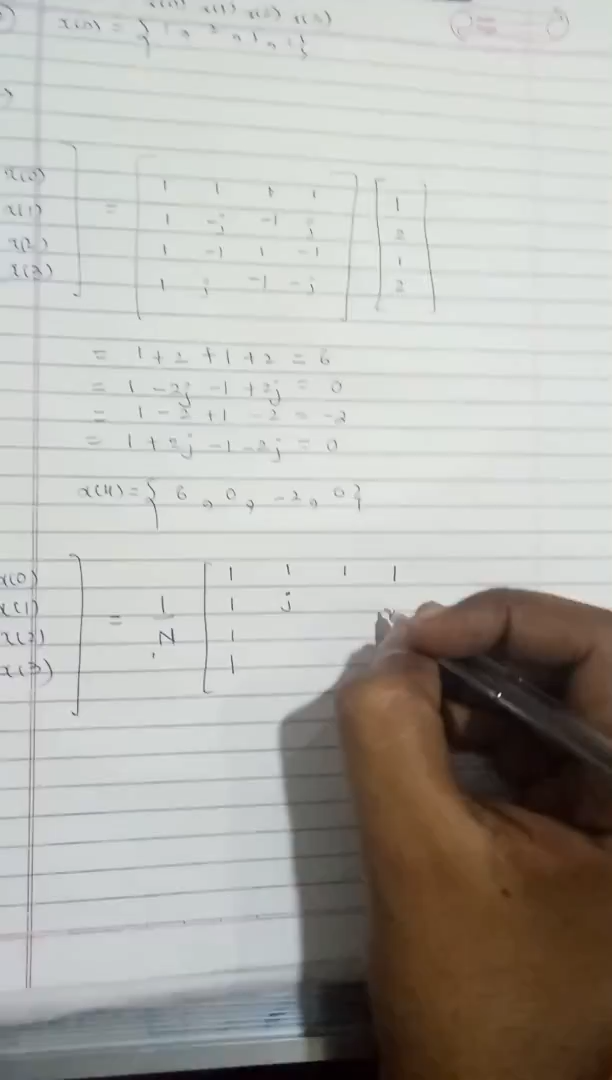 x(0) x(1) x(2) x(3)
x(n) = { 1 , 2 , 1 ,
x(0)
x(1) =
x(2)
x(3)
1 1 1 1
1 -j -1 j
1 -1 1 -1
1 j -1 -j
1
2
1
2
= 1 + 2 + 1 + 2 = 6
= 1 - 2j - 1 + 2j = 0
= 1 - 2 + 1 - 2 = -2
= 1 + 2j - 1 - 2j = 0
x(k) = { 6 , 0 , -2 , 0 }
x(0)
x(1) = 1/N
x(2)
x(3)
1 1 1 1
1 j
1
1